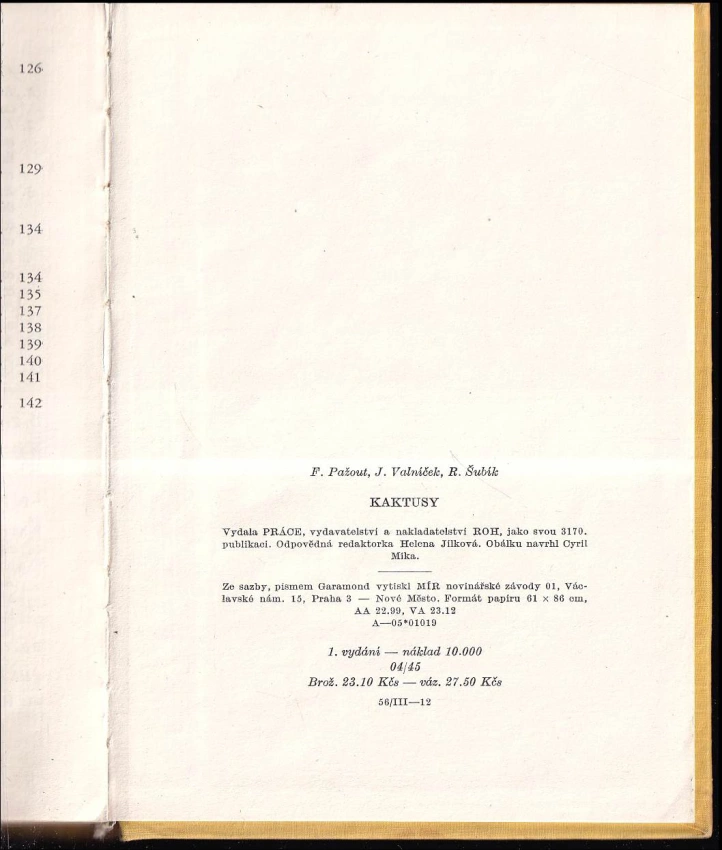 126
129
134
134
135
137
138
139
140
141
142
F. Pažout, J. Valníček, R. Šubík
KAKTUSY
Vydala PRÁCE, vydavatelství a nakladatelství ROH, jako svou 3170.
publikaci. Odpovědná redaktorka Helena Jílková. Obálku navrhl Cyril
Mika.
Ze sazby, písmem Garamond vytiskl MÍR novinářské závody 01, Vác-
lavské nám. 15, Praha 3 — Nové Město. Formát papíru 61 × 86 cm,
AA 22.99, VA 23.12
A—05*01019
1. vydání — náklad 10.000
04/45
Brož. 23.10 Kčs — váz. 27.50 Kčs
56/III—12